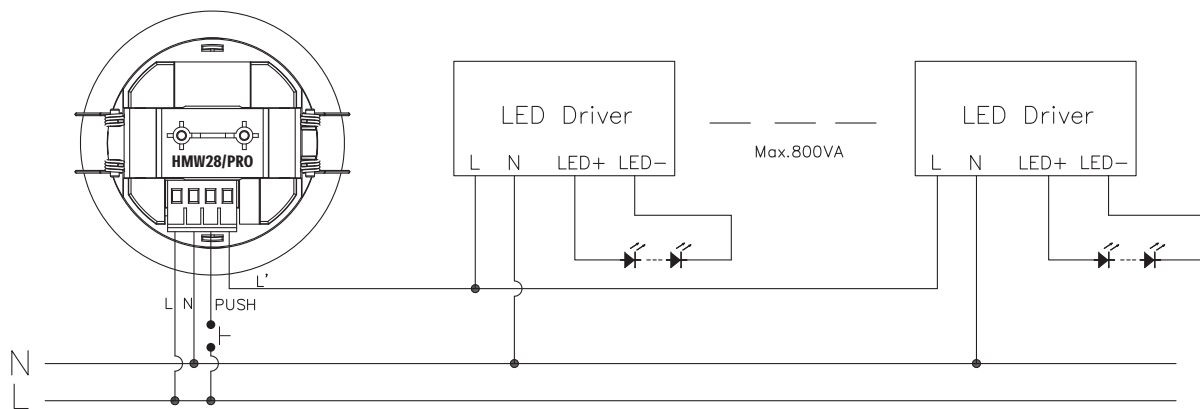 LED Driver
LED Driver
Max.800VA
HMW28/PRO
L N LED+ LED-
L N LED+ LED-
L'
L N PUSH
N
L